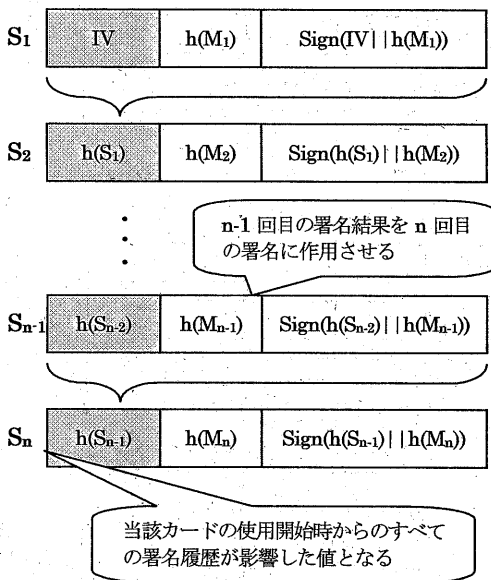 S₁ IV h(M₁) Sign(IV||h(M₁))
S₂ h(S₁) h(M₂) Sign(h(S₁)||h(M₂))
n-1 回目の署名結果を n 回目
の署名に作用させる
Sₙ₋₁ h(Sₙ₋₂) h(Mₙ₋₁) Sign(h(Sₙ₋₂)||h(Mₙ₋₁))
Sₙ h(Sₙ₋₁) h(Mₙ) Sign(h(Sₙ₋₁)||h(Mₙ))
当該カードの使用開始時からのすべて
の署名履歴が影響した値となる